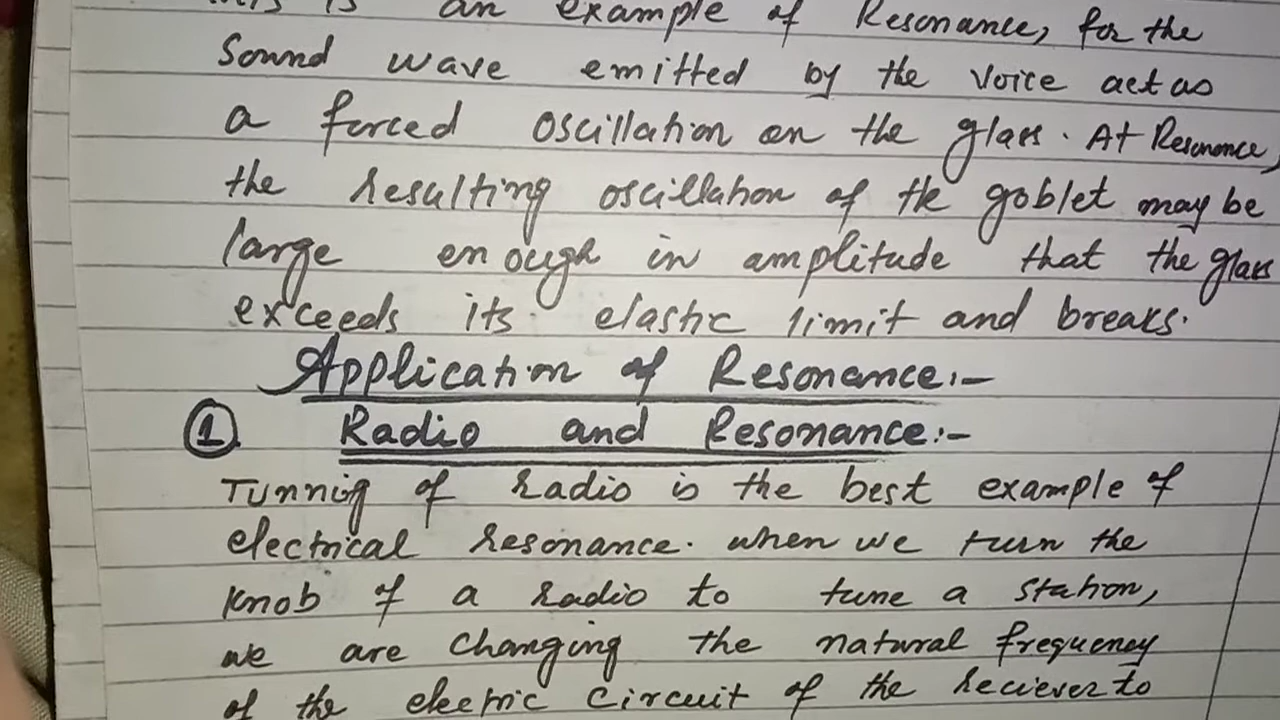 This is an example of Resonance, for the
Sound wave emitted by the voice act as
a forced oscillation on the glass. At Resonance,
the resulting oscillation of the goblet may be
large enough in amplitude that the glass
exceeds its elastic limit and breaks.
Application of Resonance:-
1 Radio and Resonance:-
Tunning of radio is the best example of
electrical resonance. when we turn the
knob of a radio to tune a station,
we are changing the natural frequency
of the electric circuit of the reciever to